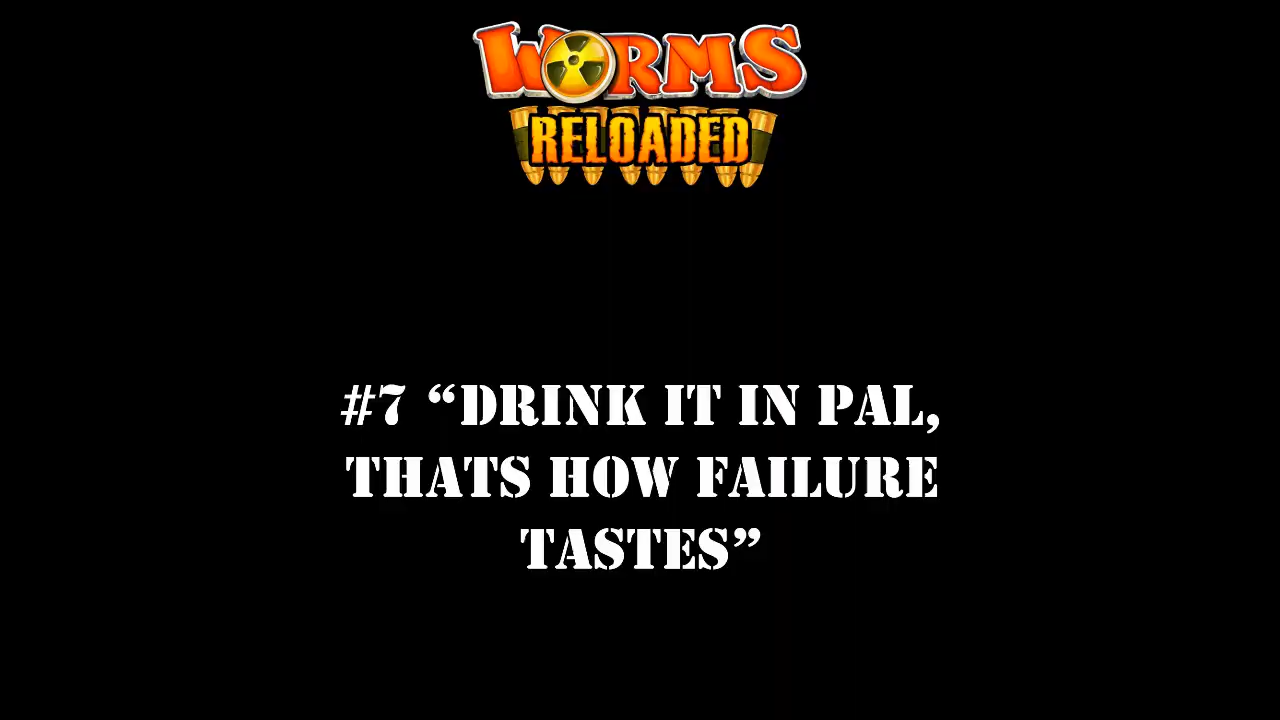 WORMS
RELOADED
#7 “DRINK IT IN PAL,
THATS HOW FAILURE
TASTES”